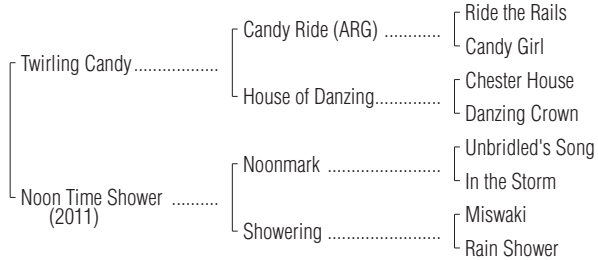 Ride the Rails
Candy Ride (ARG) ............
Candy Girl
Twirling Candy..................
Chester House
House of Danzing..............
Danzing Crown
Unbridled's Song
Noonmark ........................
In the Storm
Noon Time Shower ..........
(2011)
Miswaki
Showering .........................
Rain Shower